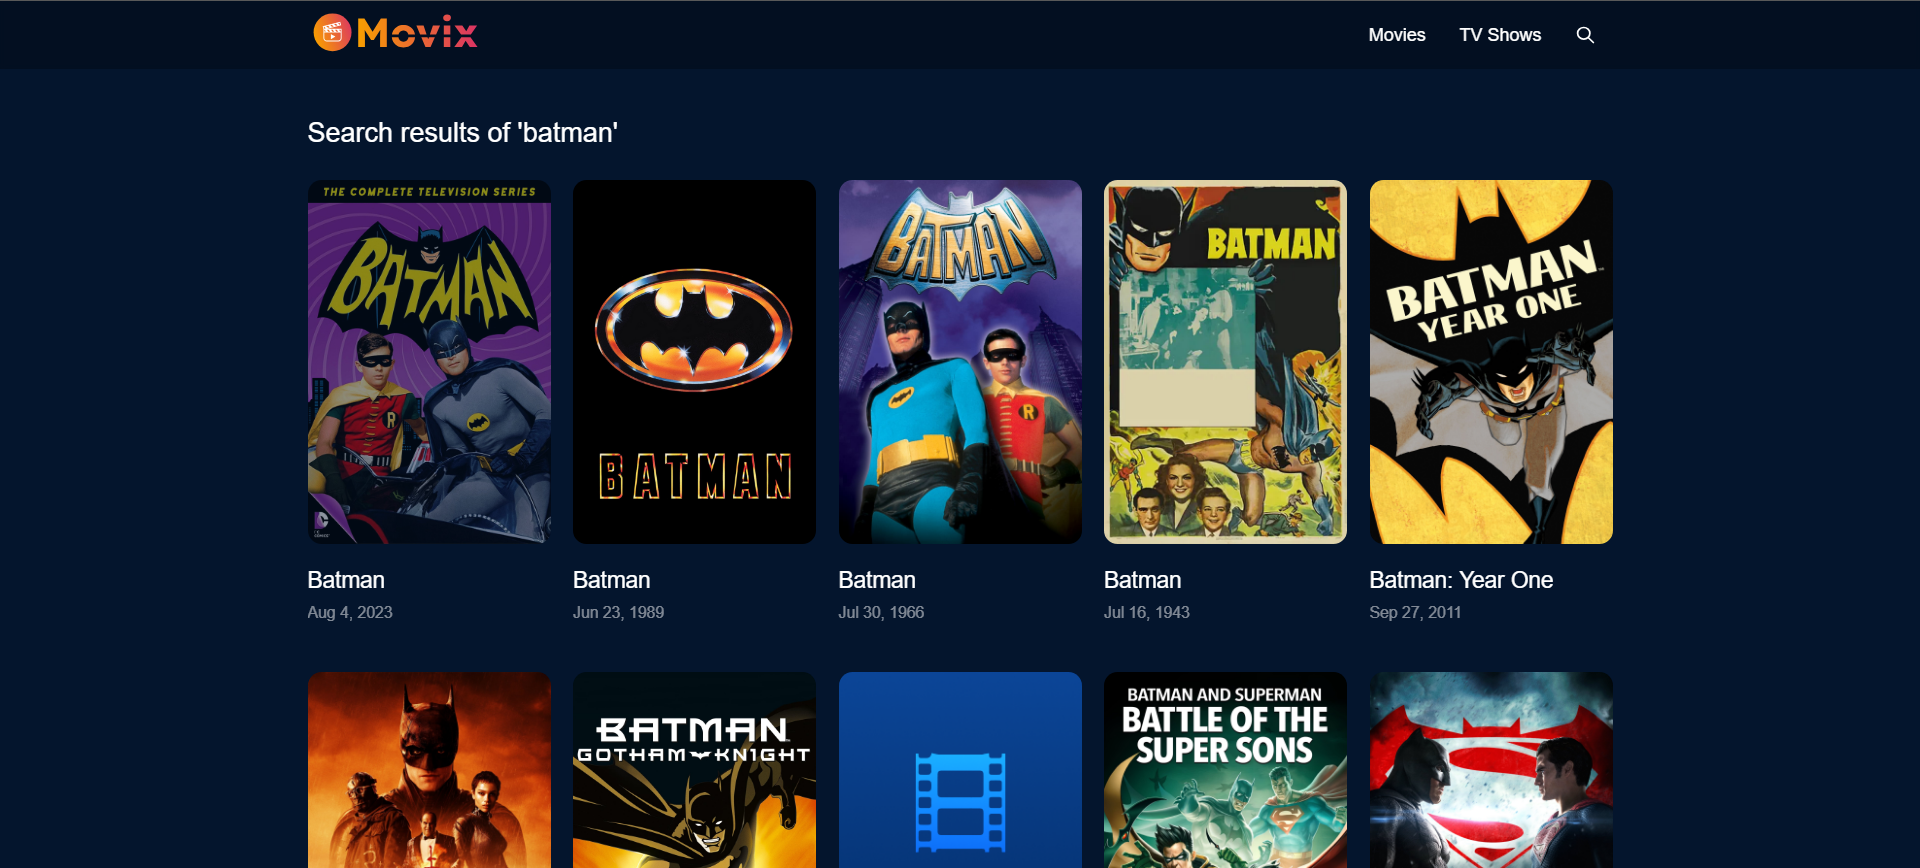 Movix
Movies
TV Shows
Search results of 'batman'
THE COMPLETE TELEVISION SERIES
BATMAN
R
DC
COMICS
BATMAN
BATMAN
R
BATMAN
BATMAN
YEAR ONE
Batman
Aug 4, 2023
Batman
Jun 23, 1989
Batman
Jul 30, 1966
Batman
Jul 16, 1943
Batman: Year One
Sep 27, 2011
BATMAN
GOTHAM KNIGHT
BATMAN AND SUPERMAN
BATTLE OF THE
SUPER SONS